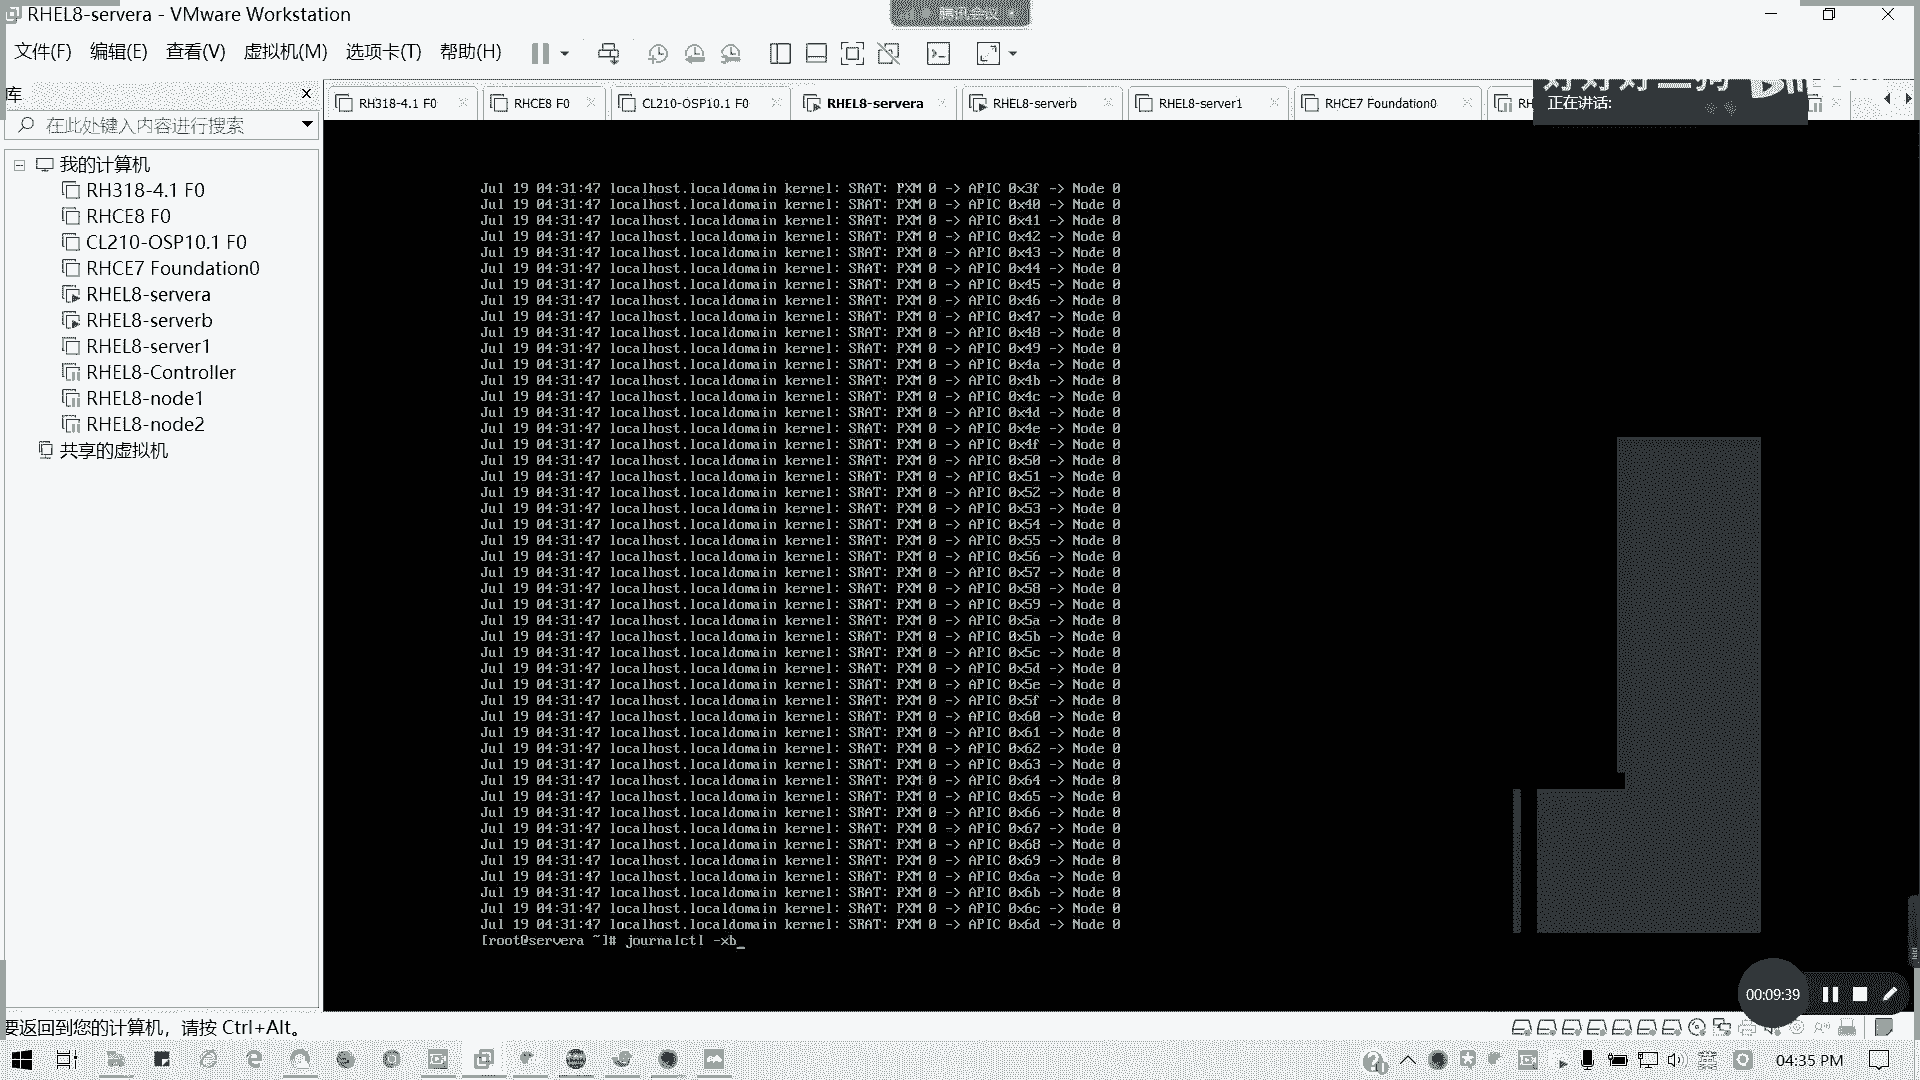 RHEL8-servera - VMware Workstation
腾讯会议
文件(F) 编辑(E) 查看(V) 虚拟机(M) 选项卡(T) 帮助(H)
库
RH318-4.1 F0
RHCE8 F0
CL210-OSP10.1 F0
RHEL8-servera
RHEL8-serverb
RHEL8-server1
RHCE7 Foundation0
RH
正在讲话:
在此处键入内容进行搜索
我的计算机
RH318-4.1 F0
RHCE8 F0
CL210-OSP10.1 F0
RHCE7 Foundation0
RHEL8-servera
RHEL8-serverb
RHEL8-server1
RHEL8-Controller
RHEL8-node1
RHEL8-node2
共享的虚拟机
Jul 19 04:31:47 localhost.localdomain kernel: SRAT: PXM 0 -> APIC 0x3f -> Node 0
Jul 19 04:31:47 localhost.localdomain kernel: SRAT: PXM 0 -> APIC 0x40 -> Node 0
Jul 19 04:31:47 localhost.localdomain kernel: SRAT: PXM 0 -> APIC 0x41 -> Node 0
Jul 19 04:31:47 localhost.localdomain kernel: SRAT: PXM 0 -> APIC 0x42 -> Node 0
Jul 19 04:31:47 localhost.localdomain kernel: SRAT: PXM 0 -> APIC 0x43 -> Node 0
Jul 19 04:31:47 localhost.localdomain kernel: SRAT: PXM 0 -> APIC 0x44 -> Node 0
Jul 19 04:31:47 localhost.localdomain kernel: SRAT: PXM 0 -> APIC 0x45 -> Node 0
Jul 19 04:31:47 localhost.localdomain kernel: SRAT: PXM 0 -> APIC 0x46 -> Node 0
Jul 19 04:31:47 localhost.localdomain kernel: SRAT: PXM 0 -> APIC 0x47 -> Node 0
Jul 19 04:31:47 localhost.localdomain kernel: SRAT: PXM 0 -> APIC 0x48 -> Node 0
Jul 19 04:31:47 localhost.localdomain kernel: SRAT: PXM 0 -> APIC 0x49 -> Node 0
Jul 19 04:31:47 localhost.localdomain kernel: SRAT: PXM 0 -> APIC 0x4a -> Node 0
Jul 19 04:31:47 localhost.localdomain kernel: SRAT: PXM 0 -> APIC 0x4b -> Node 0
Jul 19 04:31:47 localhost.localdomain kernel: SRAT: PXM 0 -> APIC 0x4c -> Node 0
Jul 19 04:31:47 localhost.localdomain kernel: SRAT: PXM 0 -> APIC 0x4d -> Node 0
Jul 19 04:31:47 localhost.localdomain kernel: SRAT: PXM 0 -> APIC 0x4e -> Node 0
Jul 19 04:31:47 localhost.localdomain kernel: SRAT: PXM 0 -> APIC 0x4f -> Node 0
Jul 19 04:31:47 localhost.localdomain kernel: SRAT: PXM 0 -> APIC 0x50 -> Node 0
Jul 19 04:31:47 localhost.localdomain kernel: SRAT: PXM 0 -> APIC 0x51 -> Node 0
Jul 19 04:31:47 localhost.localdomain kernel: SRAT: PXM 0 -> APIC 0x52 -> Node 0
Jul 19 04:31:47 localhost.localdomain kernel: SRAT: PXM 0 -> APIC 0x53 -> Node 0
Jul 19 04:31:47 localhost.localdomain kernel: SRAT: PXM 0 -> APIC 0x54 -> Node 0
Jul 19 04:31:47 localhost.localdomain kernel: SRAT: PXM 0 -> APIC 0x55 -> Node 0
Jul 19 04:31:47 localhost.localdomain kernel: SRAT: PXM 0 -> APIC 0x56 -> Node 0
Jul 19 04:31:47 localhost.localdomain kernel: SRAT: PXM 0 -> APIC 0x57 -> Node 0
Jul 19 04:31:47 localhost.localdomain kernel: SRAT: PXM 0 -> APIC 0x58 -> Node 0
Jul 19 04:31:47 localhost.localdomain kernel: SRAT: PXM 0 -> APIC 0x59 -> Node 0
Jul 19 04:31:47 localhost.localdomain kernel: SRAT: PXM 0 -> APIC 0x5a -> Node 0
Jul 19 04:31:47 localhost.localdomain kernel: SRAT: PXM 0 -> APIC 0x5b -> Node 0
Jul 19 04:31:47 localhost.localdomain kernel: SRAT: PXM 0 -> APIC 0x5c -> Node 0
Jul 19 04:31:47 localhost.localdomain kernel: SRAT: PXM 0 -> APIC 0x5d -> Node 0
Jul 19 04:31:47 localhost.localdomain kernel: SRAT: PXM 0 -> APIC 0x5e -> Node 0
Jul 19 04:31:47 localhost.localdomain kernel: SRAT: PXM 0 -> APIC 0x5f -> Node 0
Jul 19 04:31:47 localhost.localdomain kernel: SRAT: PXM 0 -> APIC 0x60 -> Node 0
Jul 19 04:31:47 localhost.localdomain kernel: SRAT: PXM 0 -> APIC 0x61 -> Node 0
Jul 19 04:31:47 localhost.localdomain kernel: SRAT: PXM 0 -> APIC 0x62 -> Node 0
Jul 19 04:31:47 localhost.localdomain kernel: SRAT: PXM 0 -> APIC 0x63 -> Node 0
Jul 19 04:31:47 localhost.localdomain kernel: SRAT: PXM 0 -> APIC 0x64 -> Node 0
Jul 19 04:31:47 localhost.localdomain kernel: SRAT: PXM 0 -> APIC 0x65 -> Node 0
Jul 19 04:31:47 localhost.localdomain kernel: SRAT: PXM 0 -> APIC 0x66 -> Node 0
Jul 19 04:31:47 localhost.localdomain kernel: SRAT: PXM 0 -> APIC 0x67 -> Node 0
Jul 19 04:31:47 localhost.localdomain kernel: SRAT: PXM 0 -> APIC 0x68 -> Node 0
Jul 19 04:31:47 localhost.localdomain kernel: SRAT: PXM 0 -> APIC 0x69 -> Node 0
Jul 19 04:31:47 localhost.localdomain kernel: SRAT: PXM 0 -> APIC 0x6a -> Node 0
Jul 19 04:31:47 localhost.localdomain kernel: SRAT: PXM 0 -> APIC 0x6b -> Node 0
Jul 19 04:31:47 localhost.localdomain kernel: SRAT: PXM 0 -> APIC 0x6c -> Node 0
Jul 19 04:31:47 localhost.localdomain kernel: SRAT: PXM 0 -> APIC 0x6d -> Node 0
[root@servera ~]# journalctl -xb_
00:09:39
要返回到您的计算机，请按 Ctrl+Alt。
04:35 PM